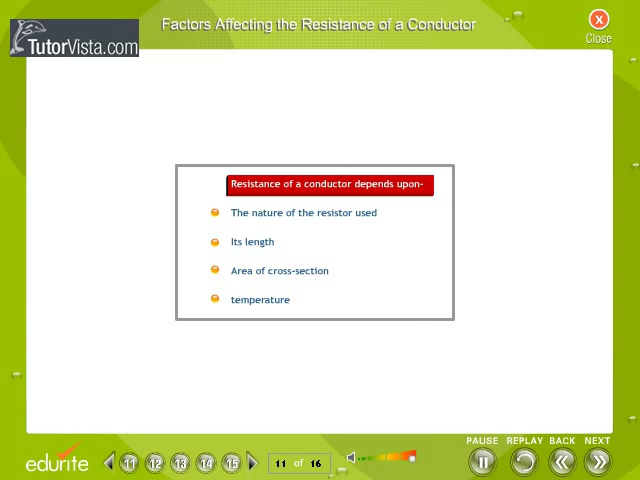 Factors Affecting the Resistance of a Conductor
X
Close
TutorVista.com
Resistance of a conductor depends upon-
The nature of the resistor used
Its length
Area of cross-section
temperature
PAUSE REPLAY BACK NEXT
edurite
11 12 13 14 15
11 of 16